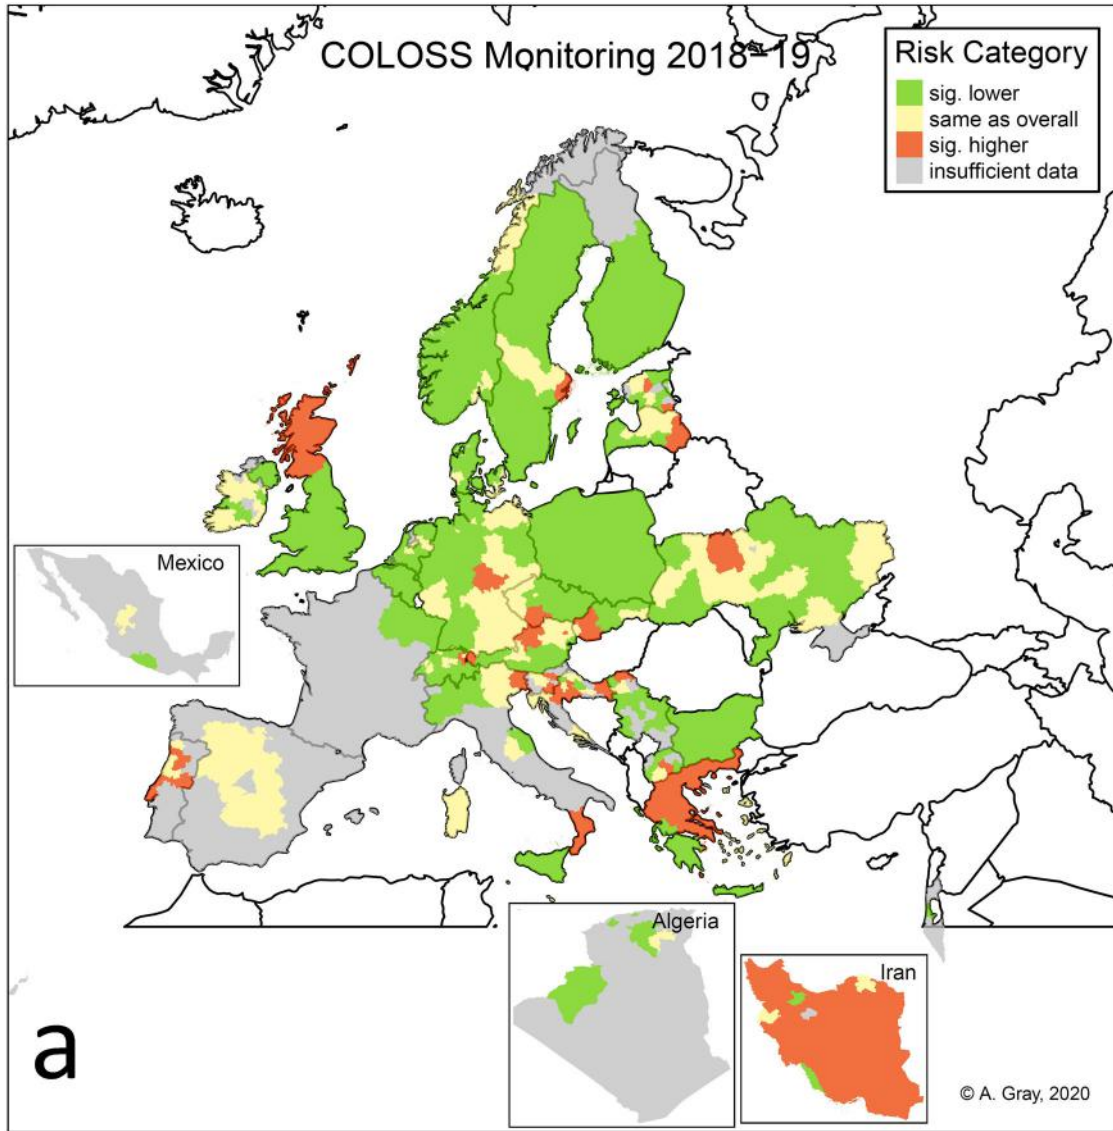 COLOSS Monitoring 2018-19
Risk Category
sig. lower
same as overall
sig. higher
insufficient data
Mexico
Algeria
Iran
a
© A. Gray, 2020